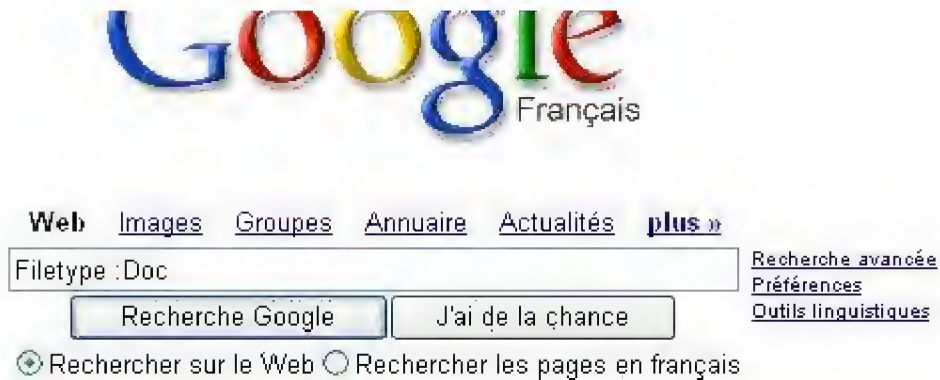 Google
Français
Web Images Groupes Annuaire Actualités plus »
Filetype :Doc
Recherche avancée
Préférences
Outils linguistiques
Recherche Google J'ai de la chance
Rechercher sur le Web Rechercher les pages en français